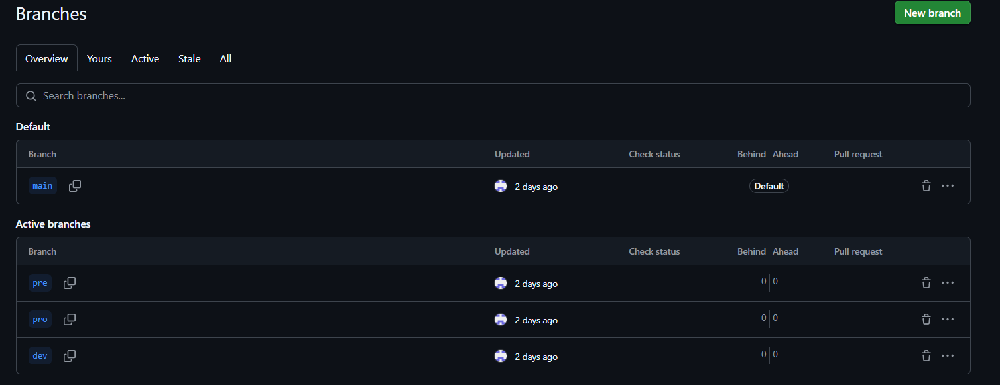 Branches
New branch
Overview Yours Active Stale All
Search branches...
Default
Branch Updated Check status Behind Ahead Pull request
main 2 days ago Default
Active branches
Branch Updated Check status Behind Ahead Pull request
pre 2 days ago 0 0
pro 2 days ago 0 0
dev 2 days ago 0 0